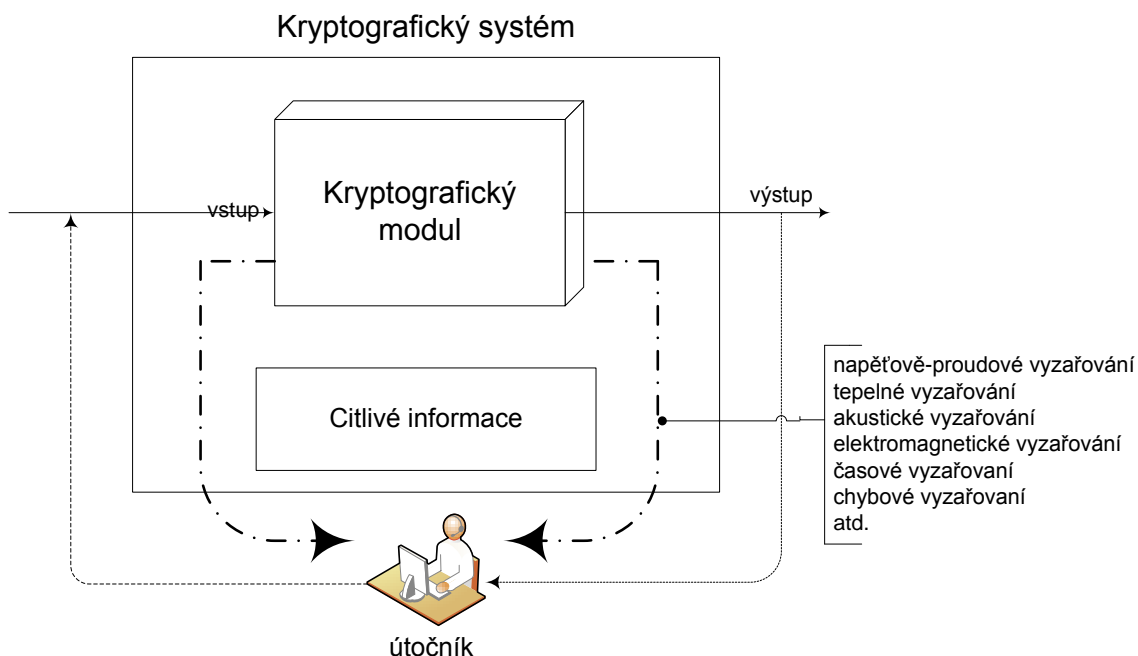 Kryptografický systém
Kryptografický
modul
vstup
výstup
Citlivé informace
napěťově-proudové vyzařování
tepelné vyzařování
akustické vyzařování
elektromagnetické vyzařování
časové vyzařovaní
chybové vyzařovaní
atd.
útočník